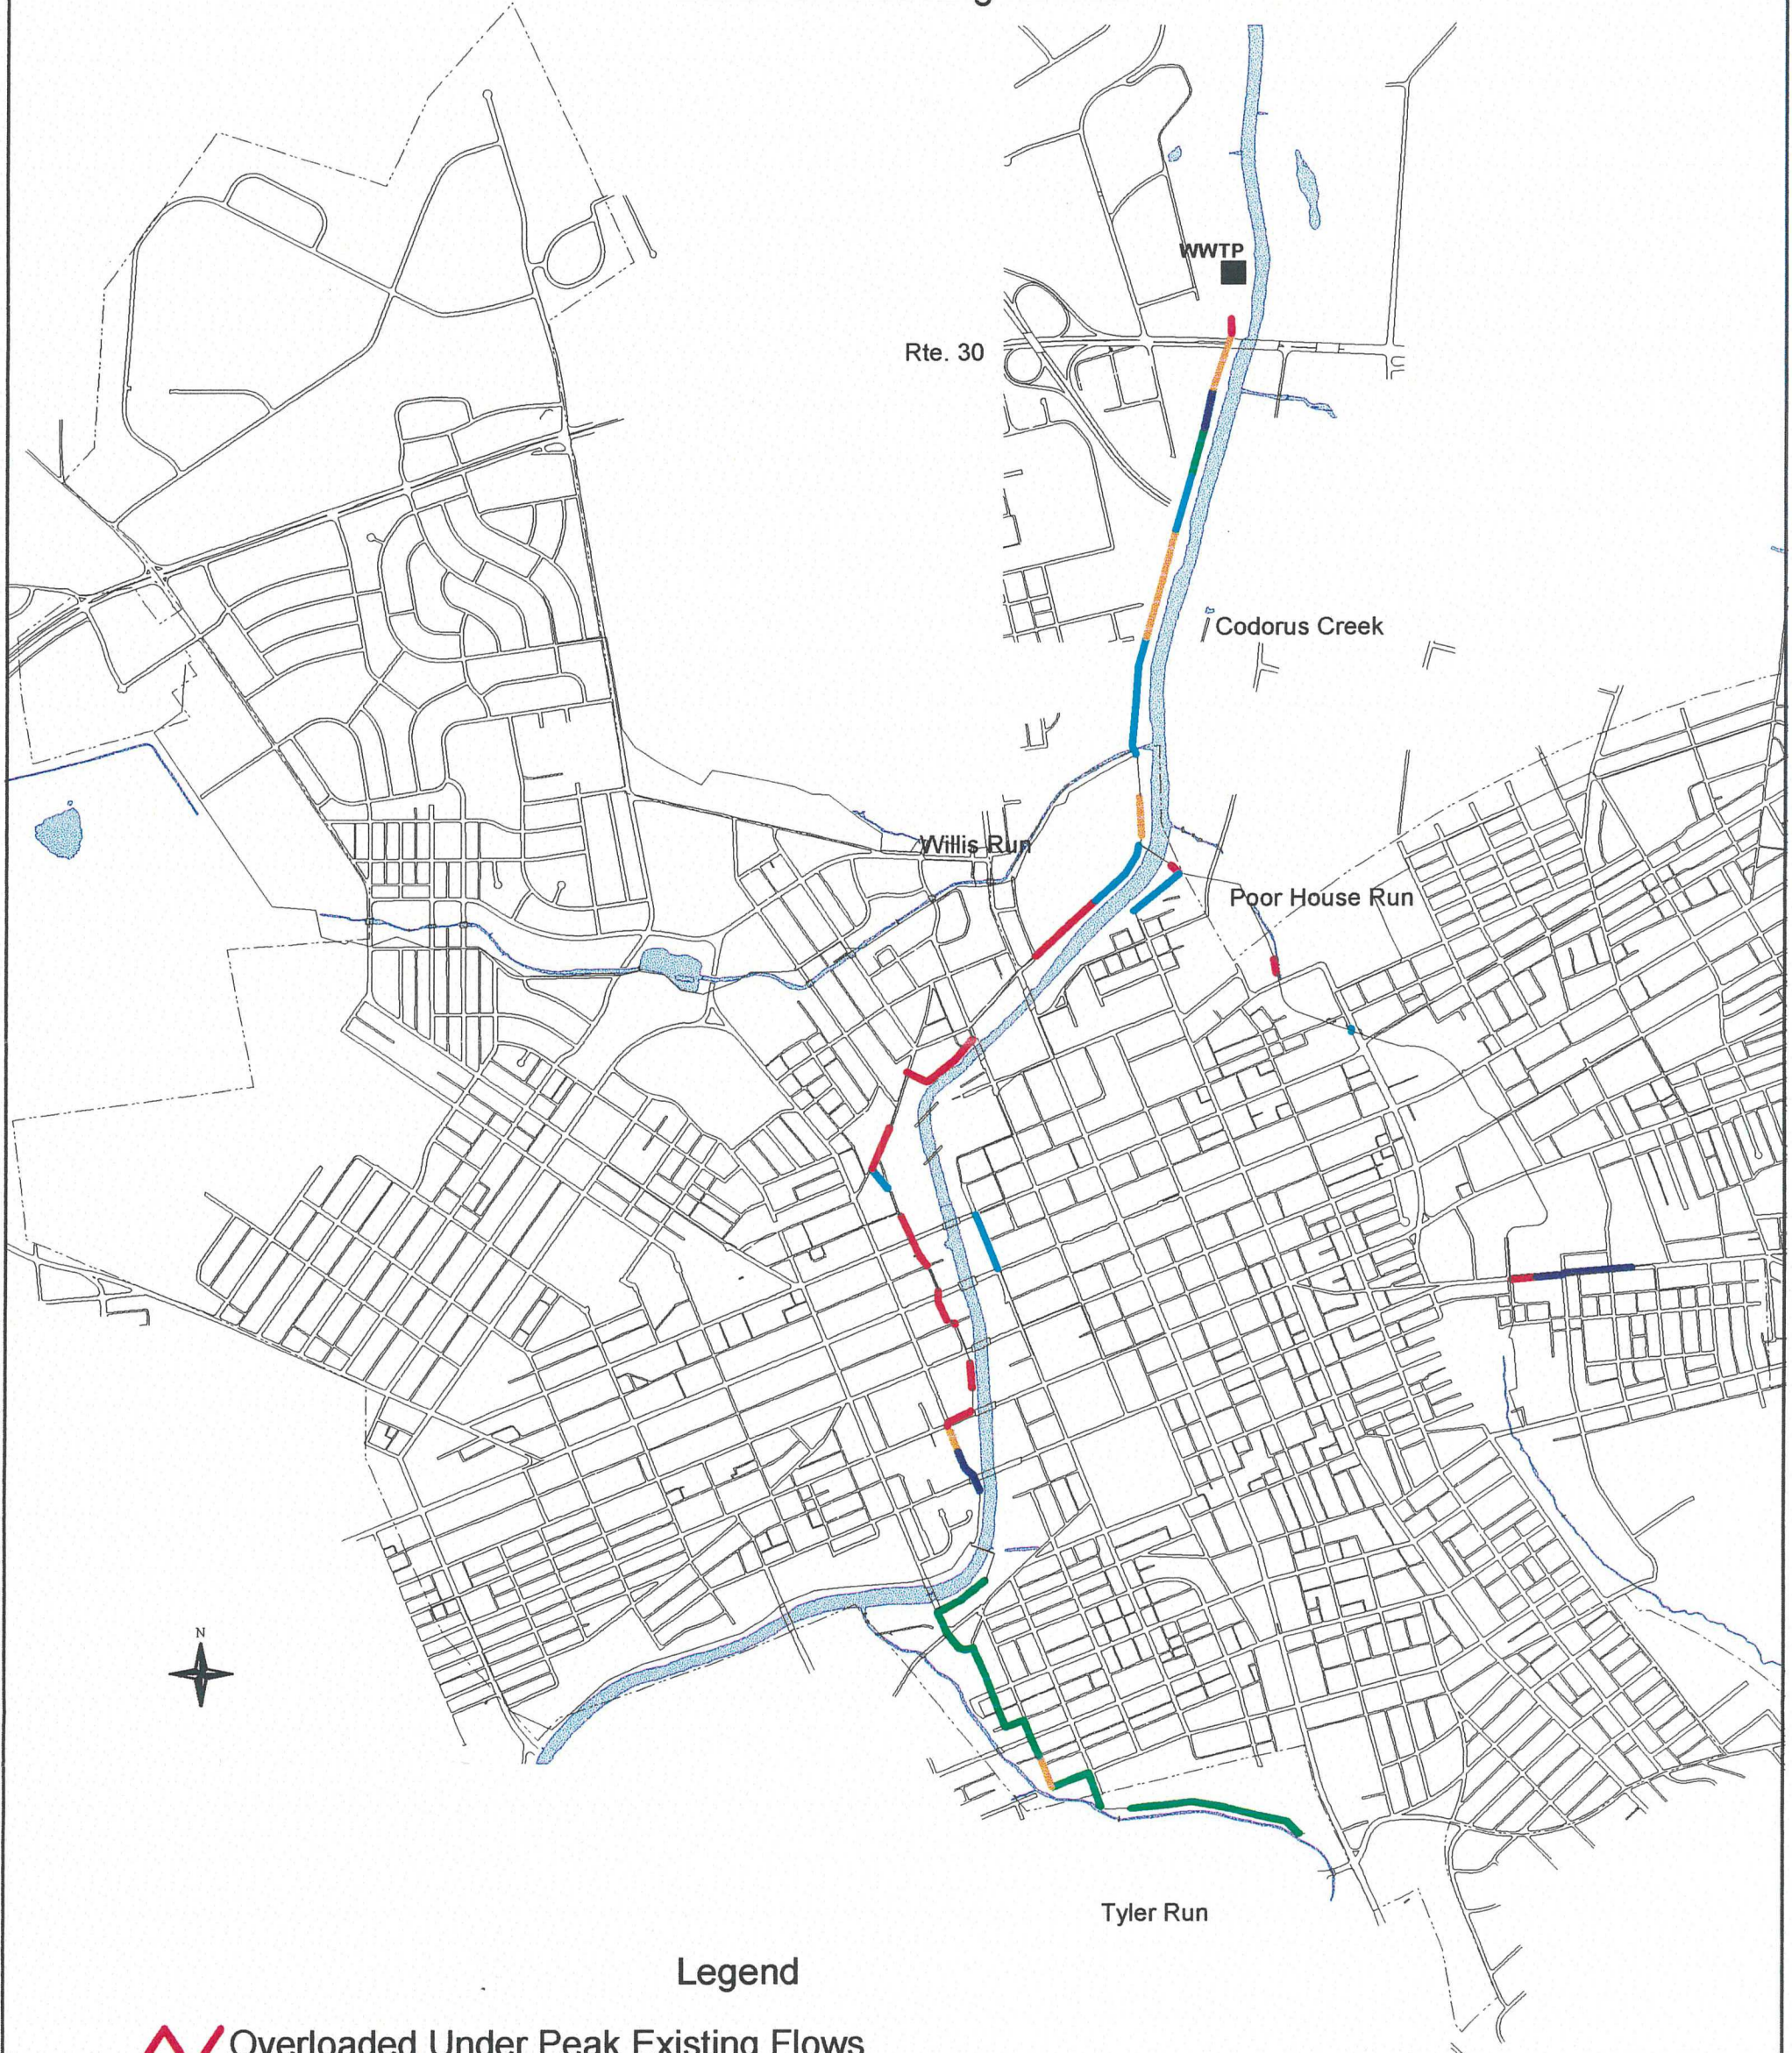 WWTP
Rte. 30
Codorus Creek
Willis Run
Poor House Run
N
Tyler Run
Legend
Overloaded Under Peak Existing Flows